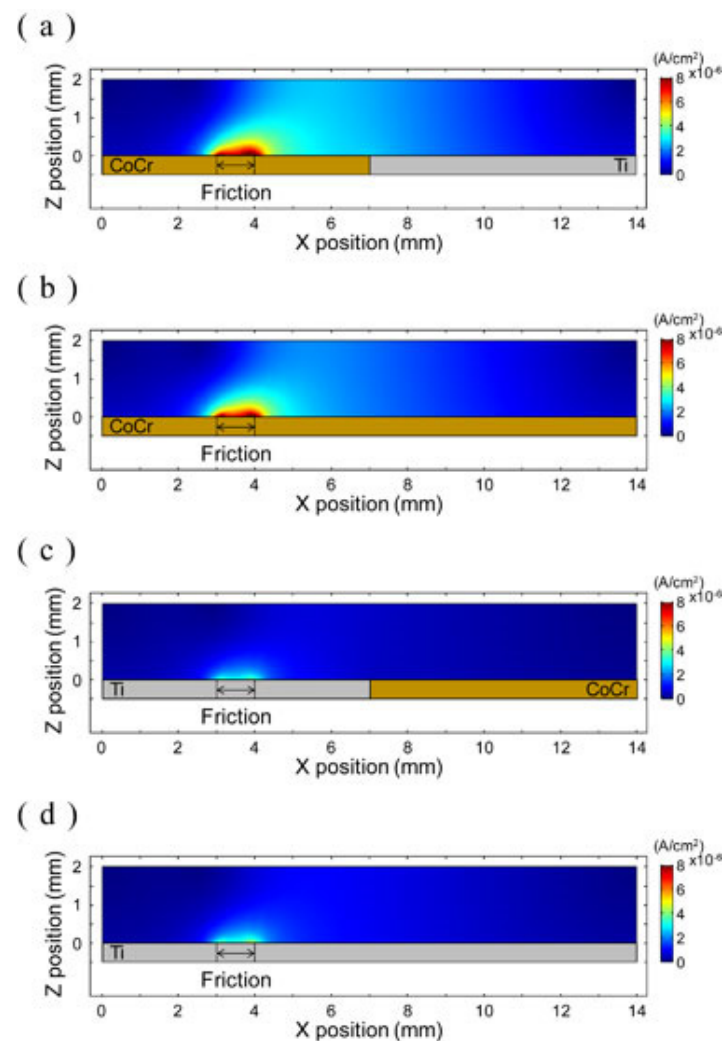 ( a )
(A/cm²)
x10⁻⁶
8
6
4
2
0
Z position (mm)
2
1
0
CoCr
Ti
Friction
0 2 4 6 8 10 12 14
X position (mm)
( b )
(A/cm²)
x10⁻⁶
8
6
4
2
0
Z position (mm)
2
1
0
CoCr
Friction
0 2 4 6 8 10 12 14
X position (mm)
( c )
(A/cm²)
x10⁻⁶
8
6
4
2
0
Z position (mm)
2
1
0
Ti
CoCr
Friction
0 2 4 6 8 10 12 14
X position (mm)
( d )
(A/cm²)
x10⁻⁶
8
6
4
2
0
Z position (mm)
2
1
0
Ti
Friction
0 2 4 6 8 10 12 14
X position (mm)